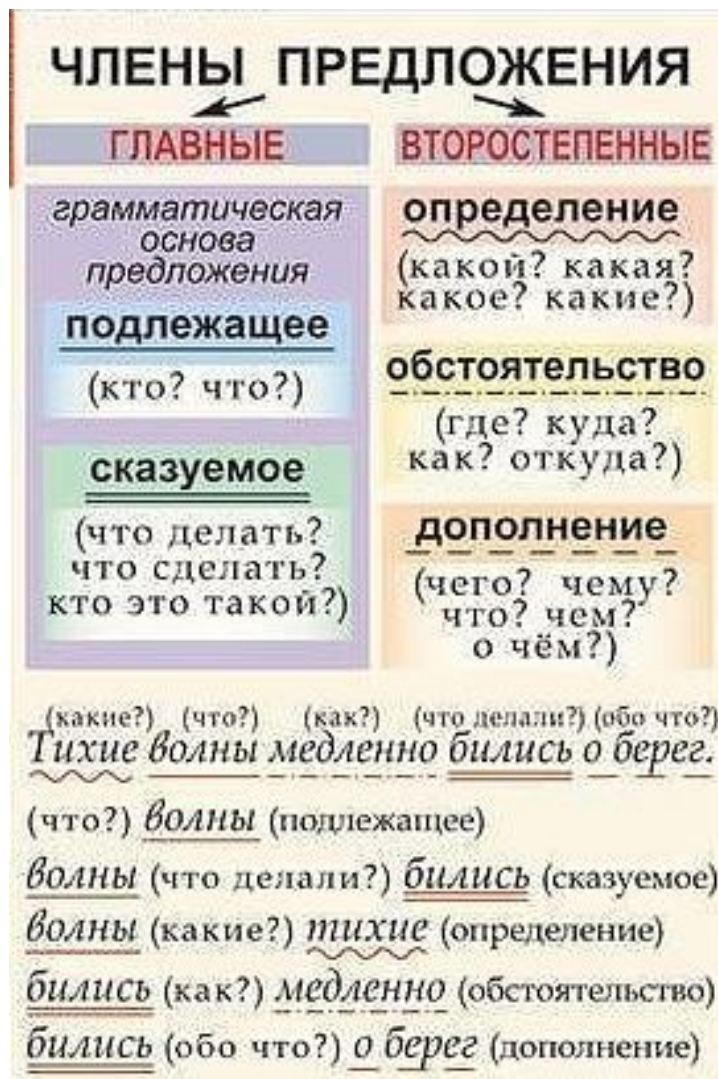 ЧЛЕНЫ ПРЕДЛОЖЕНИЯ
ГЛАВНЫЕ
грамматическая
основа
предложения
подлежащее
(кто? что?)
сказуемое
(что делать?
что сделать?
кто это такой?)
ВТОРОСТЕПЕННЫЕ
определение
(какой? какая?
какое? какие?)
обстоятельство
(где? куда?
как? откуда?)
дополнение
(чего? чему?
что? чем?
о чём?)
(какие?) (что?) (как?) (что делали?) (обо что?)
Тихие волны медленно бились о берег.
(что?) волны (подлежащее)
волны (что делали?) бились (сказуемое)
волны (какие?) тихие (определение)
бились (как?) медленно (обстоятельство)
бились (обо что?) о берег (дополнение)